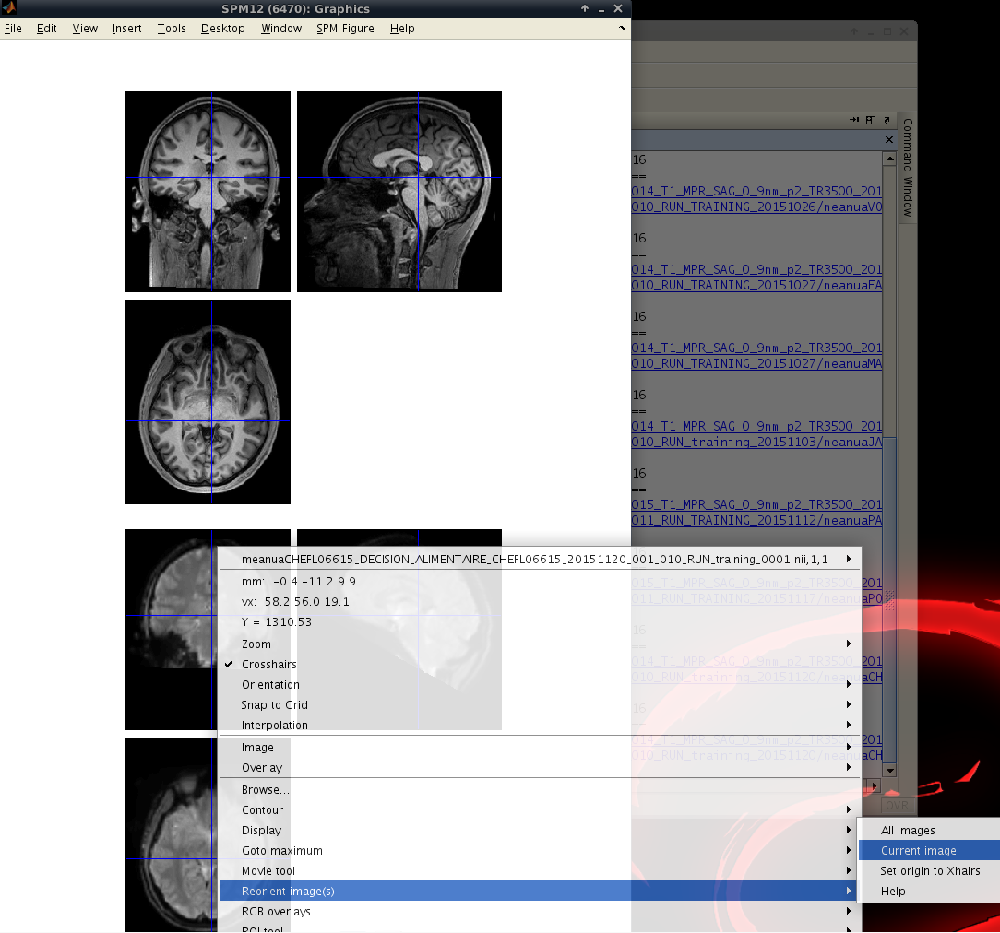 SPM12 (6470): Graphics
File Edit View Insert Tools Desktop Window SPM Figure Help
Command Window
16
==
014_T1_MPR_SAG_0_9mm_p2_TR3500_201
010_RUN_TRAINING_20151026/meanuaVO
16
==
014_T1_MPR_SAG_0_9mm_p2_TR3500_201
010_RUN_TRAINING_20151027/meanuaFA
16
==
014_T1_MPR_SAG_0_9mm_p2_TR3500_201
010_RUN_TRAINING_20151027/meanuaMA
16
==
014_T1_MPR_SAG_0_9mm_p2_TR3500_201
010_RUN_training_20151103/meanuaJA
16
==
015_T1_MPR_SAG_0_9mm_p2_TR3500_201
011_RUN_TRAINING_20151112/meanuaPA
015_T1_MPR_SAG_0_9mm_p2_TR3500_201
011_RUN_TRAINING_20151117/meanuaPO
16
014_T1_MPR_SAG_0_9mm_p2_TR3500_201
010_RUN_training_20151120/meanuaCH
16
014_T1_MPR_SAG_0_9mm_p2_TR3500_201
010_RUN_training_20151120/meanuaCH
OVR
meanuaCHEFL06615_DECISION_ALIMENTAIRE_CHEFL06615_20151120_001_010_RUN_training_0001.nii,1,1
mm: -0.4 -11.2 9.9
vx: 58.2 56.0 19.1
Y = 1310.53
Zoom
Crosshairs
Orientation
Snap to Grid
Interpolation
Image
Overlay
Browse...
Contour
Display
Goto maximum
Movie tool
Reorient image(s)
RGB overlays
ROI tool
All images
Current image
Set origin to Xhairs
Help